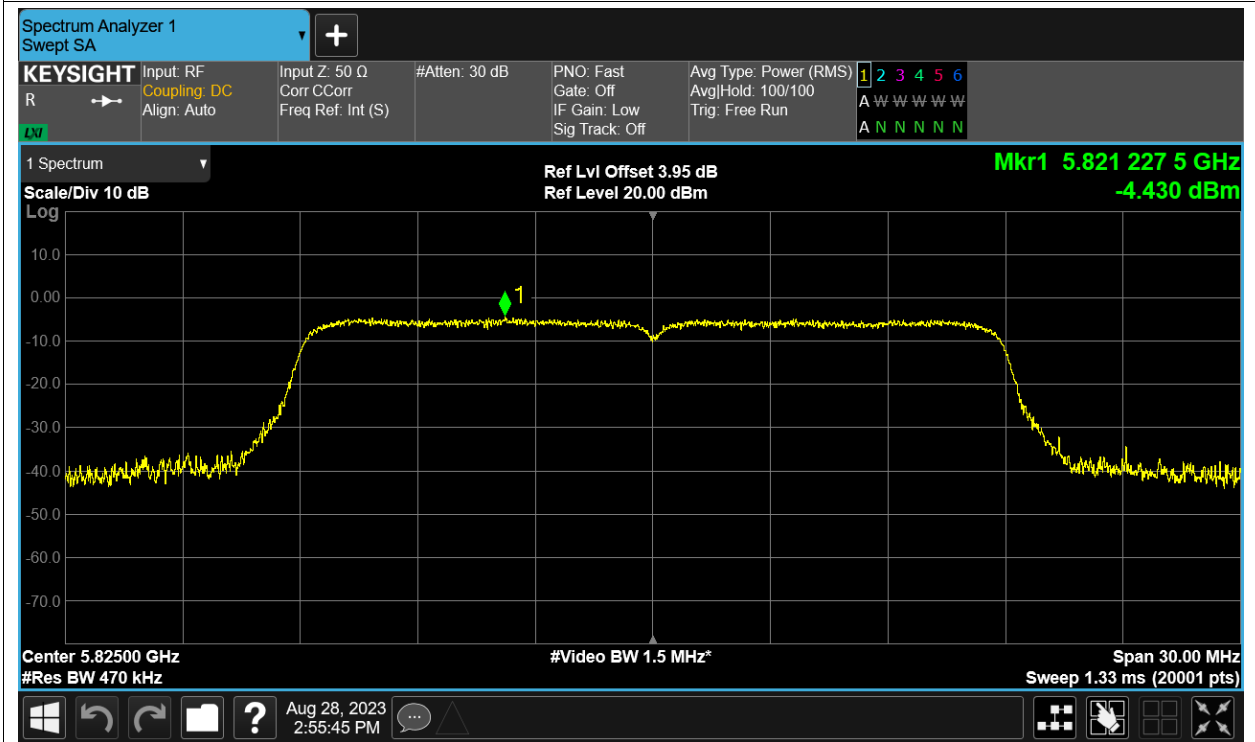 Spectrum Analyzer 1
Swept SA
+
KEYSIGHT
R
LXI
Input: RF
Coupling: DC
Align: Auto
Input Z: 50 Ω
Corr CCorr
Freq Ref: Int (S)
#Atten: 30 dB
PNO: Fast
Gate: Off
IF Gain: Low
Sig Track: Off
Avg Type: Power (RMS)
Avg|Hold: 100/100
Trig: Free Run
1 2 3 4 5 6
A W W W W W
A N N N N N
1 Spectrum
Scale/Div 10 dB
Log
Ref Lvl Offset 3.95 dB
Ref Level 20.00 dBm
Mkr1 5.821 227 5 GHz
-4.430 dBm
10.0
0.00
1
-10.0
-20.0
-30.0
-40.0
-50.0
-60.0
-70.0
Center 5.82500 GHz
#Res BW 470 kHz
#Video BW 1.5 MHz*
Span 30.00 MHz
Sweep 1.33 ms (20001 pts)
?
Aug 28, 2023
2:55:45 PM